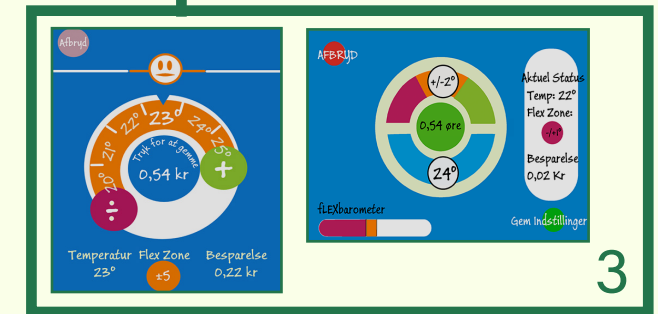 Afbryd
20° 21° 22° 23° 24° 25°
Tryk for at gemme
0,54 kr
÷ +
Temperatur Flex Zone Besparelse
23° ±5 0,22 kr
AFBRYD
+/-2°
0,54 øre
24°
Aktuel Status
Temp: 22°
Flex Zone:
-/+1°
Besparelse
0,02 Kr
fLEXbarometer
Gem Indstillinger
3